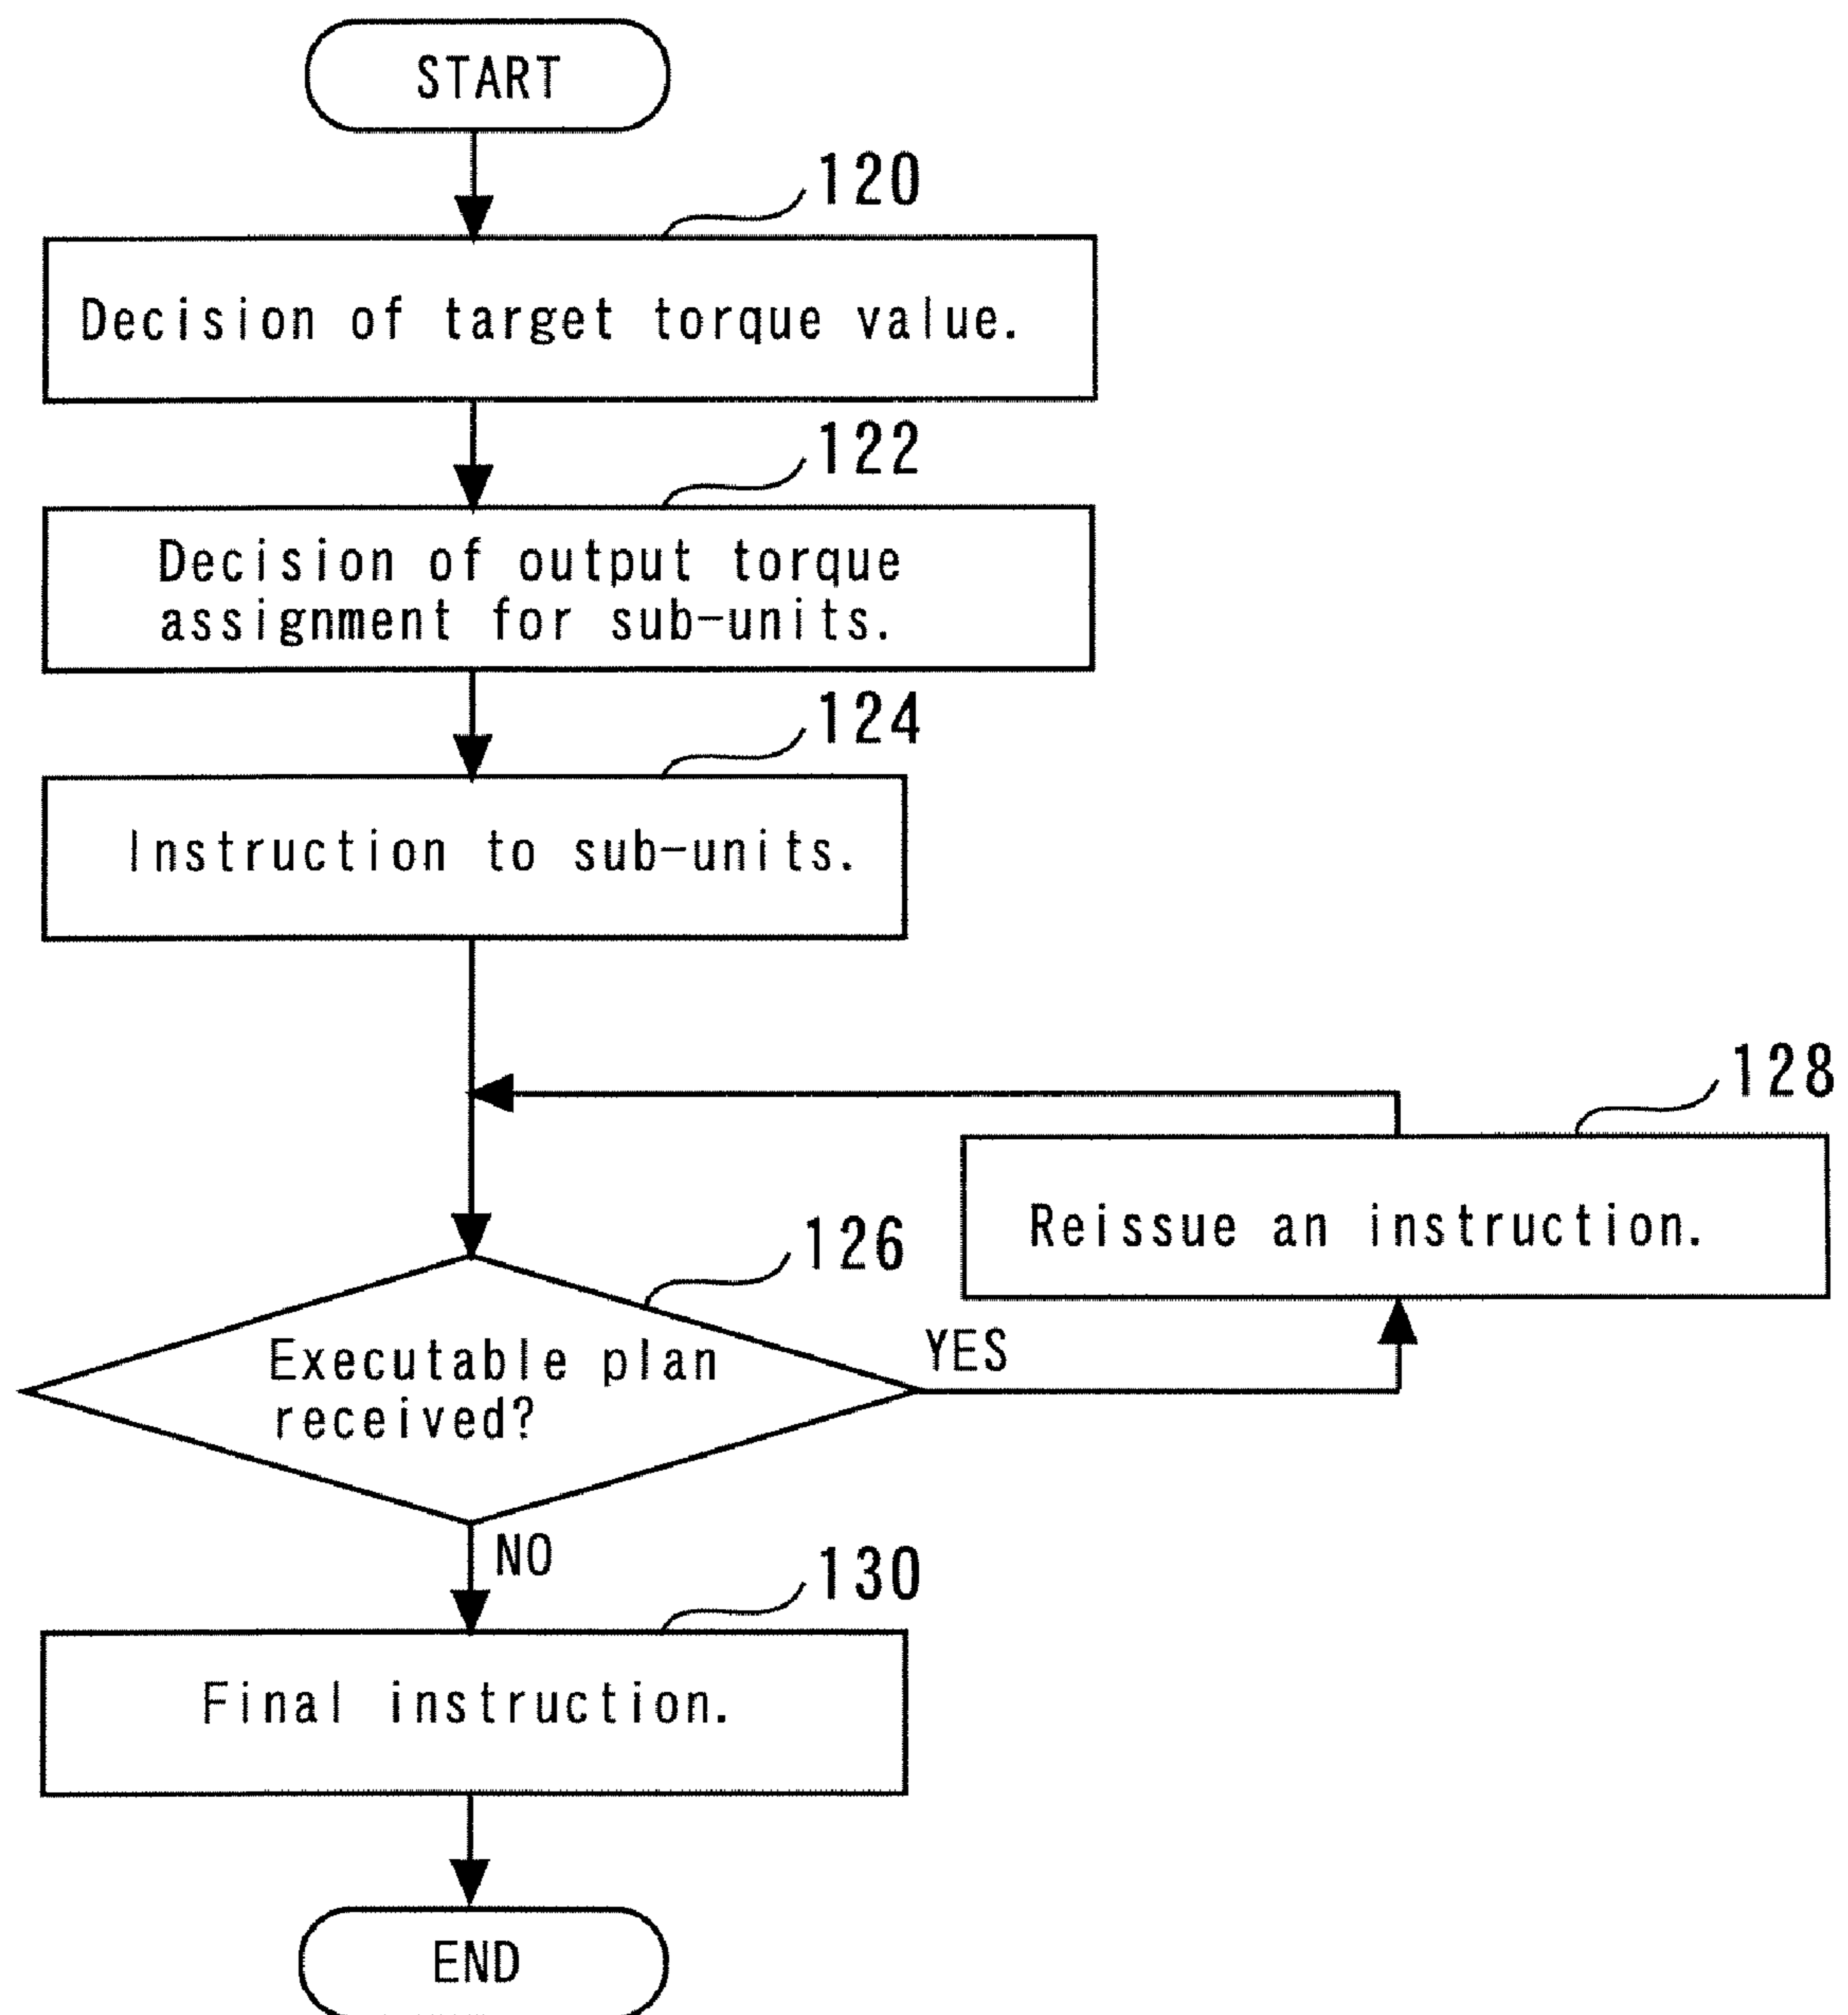 START
120
Decision of target torque value.
122
Decision of output torque
assignment for sub-units.
124
Instruction to sub-units.
128
Reissue an instruction.
126
Executable plan
received?
YES
NO
130
Final instruction.
END